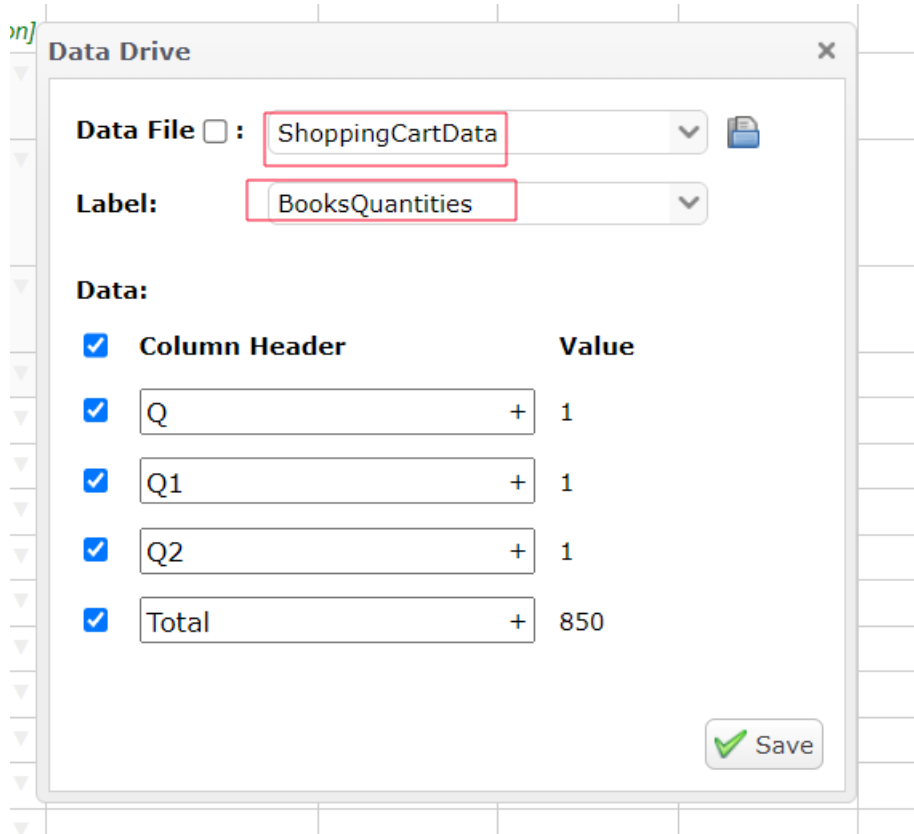 on]
Data Drive
Data File :
ShoppingCartData
Label:
BooksQuantities
Data:
Column Header Value
Q + 1
Q1 + 1
Q2 + 1
Total + 850
Save